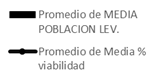 Promedio de MEDIA
POBLACION LEV.
Promedio de Media %
viabilidad